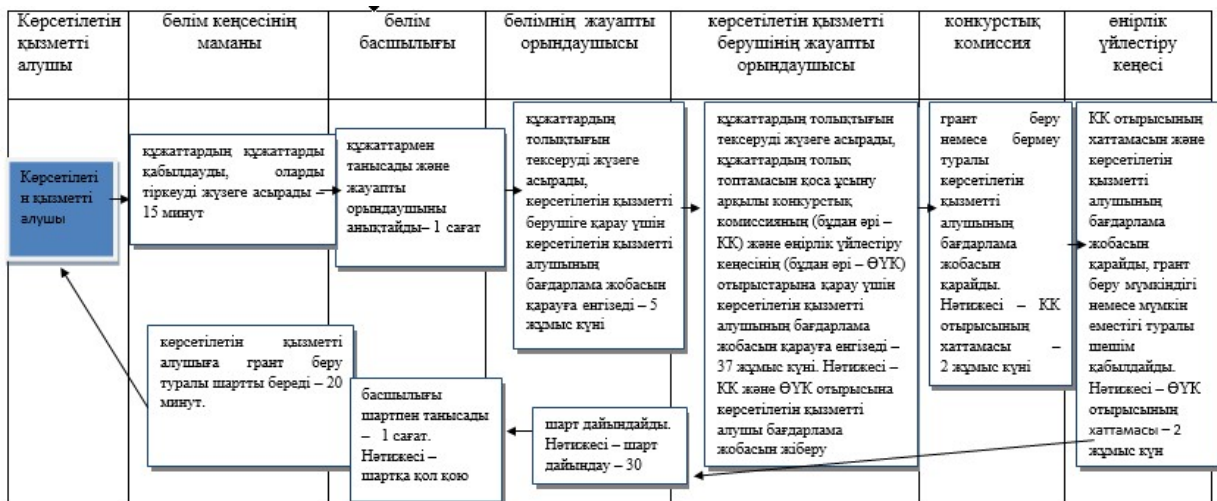 Көрсетілетін
қызметті
алушы
бөлім кеңсесінің
маманы
бөлім
басшылығы
бөлімнің жауапты
орындаушысы
көрсетілетін қызметті
берушінің жауапты
орындаушысы
конкурстық
комиссия
өнірлік
үйлестіру
кеңесі
Көрсетілеті
н қызметті
алушы
құжаттардың құжаттарды
қабылдауды, оларды
тіркеуді жүзеге асырады –
15 минут
құжаттармен
танысады және
жауапты
орындаушыны
анықтайды– 1 сағат
құжаттардың
толықтығын
тексеруді жүзеге
асырады,
көрсетілетін қызметті
берушіге қарау үшін
көрсетілетін қызметті
алушының
бағдарлама жобасын
қарауға енгізеді – 5
жұмыс күні
құжаттардың толықтығын
тексеруді жүзеге асырады,
құжаттардың толық
топтамасын қоса ұсыну
арқылы конкурстық
комиссияның (бұдан әрі –
КК) және өңірлік үйлестіру
кеңесінің (бұдан әрі – ӨҮК)
отырыстарына қарау үшін
көрсетілетін қызметті
алушының бағдарлама
жобасын қарауға енгізеді –
37 жұмыс күні. Нәтижесі –
КК және ӨҮК отырысына
көрсетілетін қызметті
алушы бағдарлама
жобасын жіберу
грант беру
немесе бермеу
туралы
көрсетілетін
қызметті
алушының
бағдарлама
жобасын
қарайды.
Нәтижесі – КК
отырысының
хаттамасы –
2 жұмыс күні
КК отырысының
хаттамасын және
көрсетілетін
қызметті
алушының
бағдарлама
жобасын
қарайды, грант
беру мүмкіндігі
немесе мүмкін
еместігі туралы
шешім
қабылдайды.
Нәтижесі – ӨҮК
отырысының
хаттамасы – 2
жұмыс күн
көрсетілетін қызметті
алушыға грант беру
туралы шартты береді – 20
минут.
басшылығы
шартпен танысады
– 1 сағат.
Нәтижесі –
шартқа қол қою
шарт дайындайды.
Нәтижесі – шарт
дайындау – 30